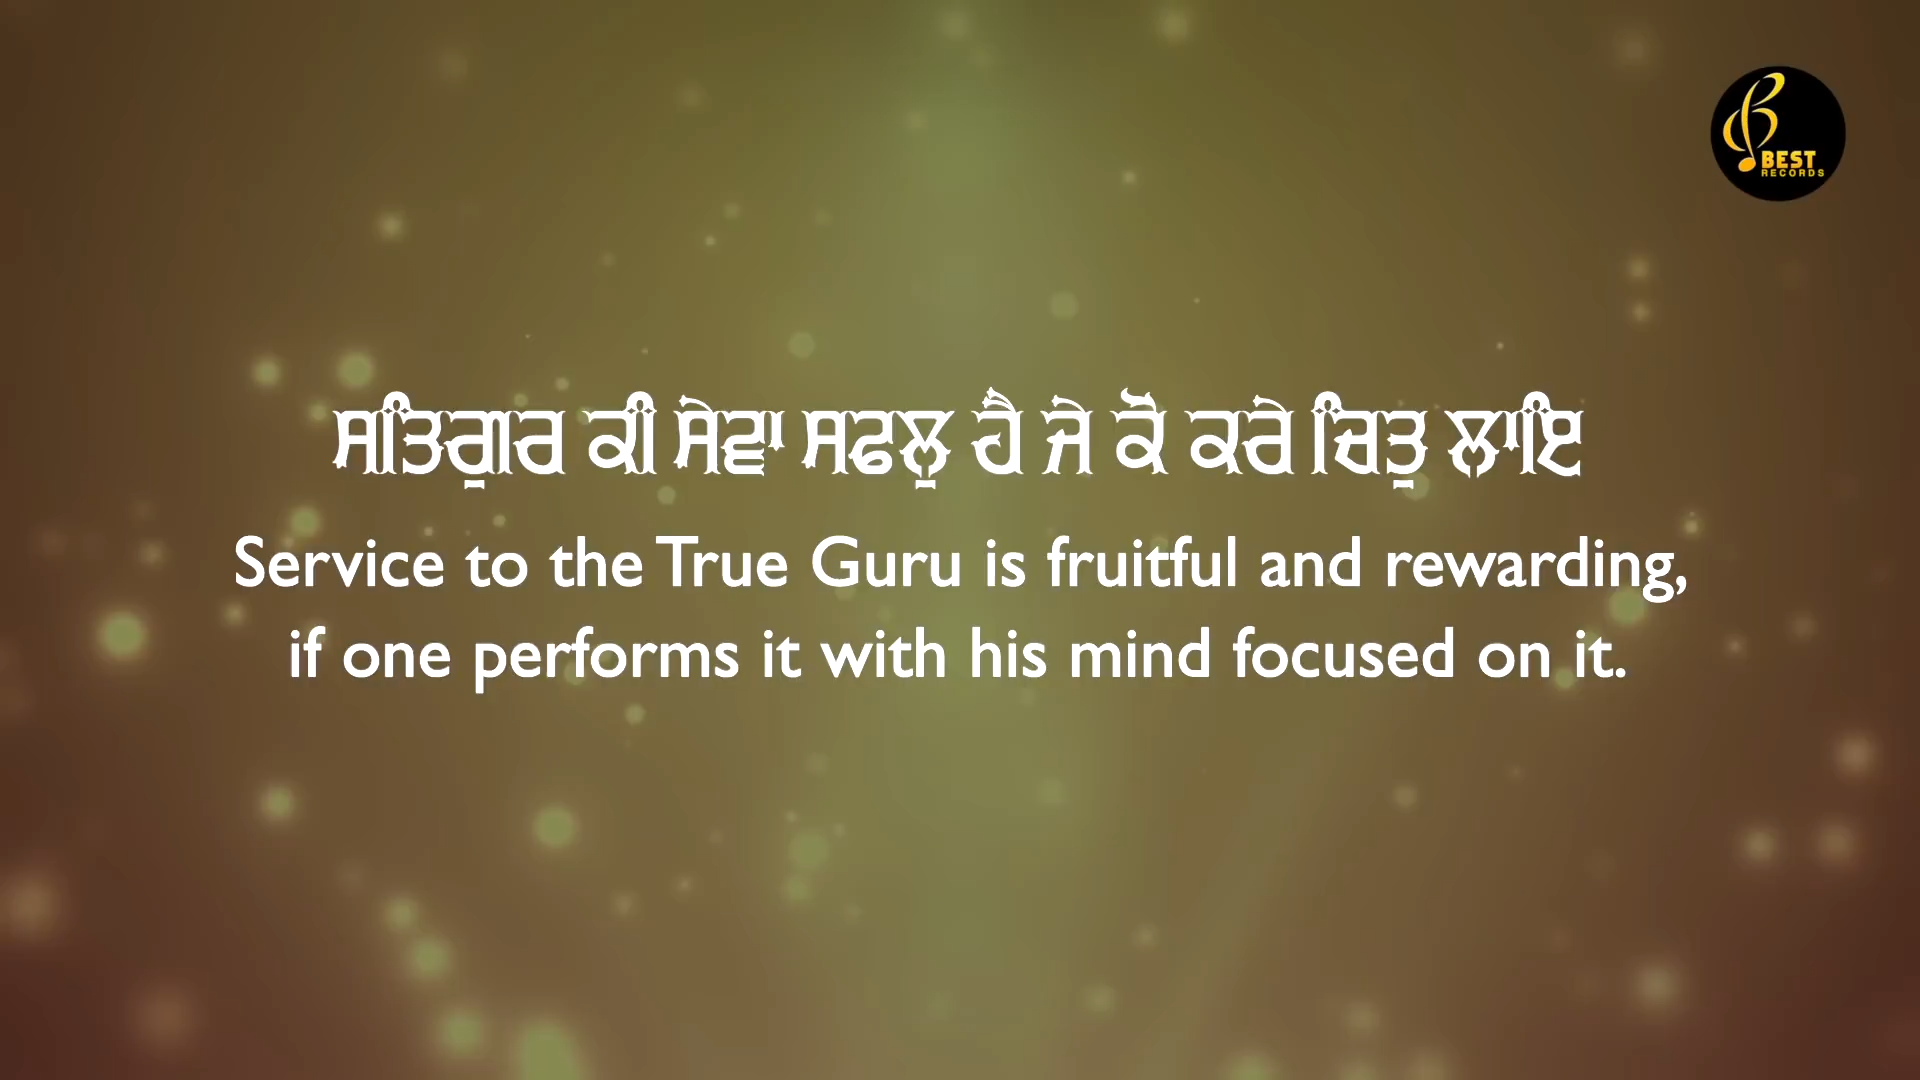 BEST
RECORDS
ਸਤਿਗੁਰ ਕੀ ਸੇਵਾ ਸਫਲੁ ਹੈ ਜੇ ਕੋ ਕਰੇ ਚਿਤੁ ਲਾਇ
Service to the True Guru is fruitful and rewarding,
if one performs it with his mind focused on it.